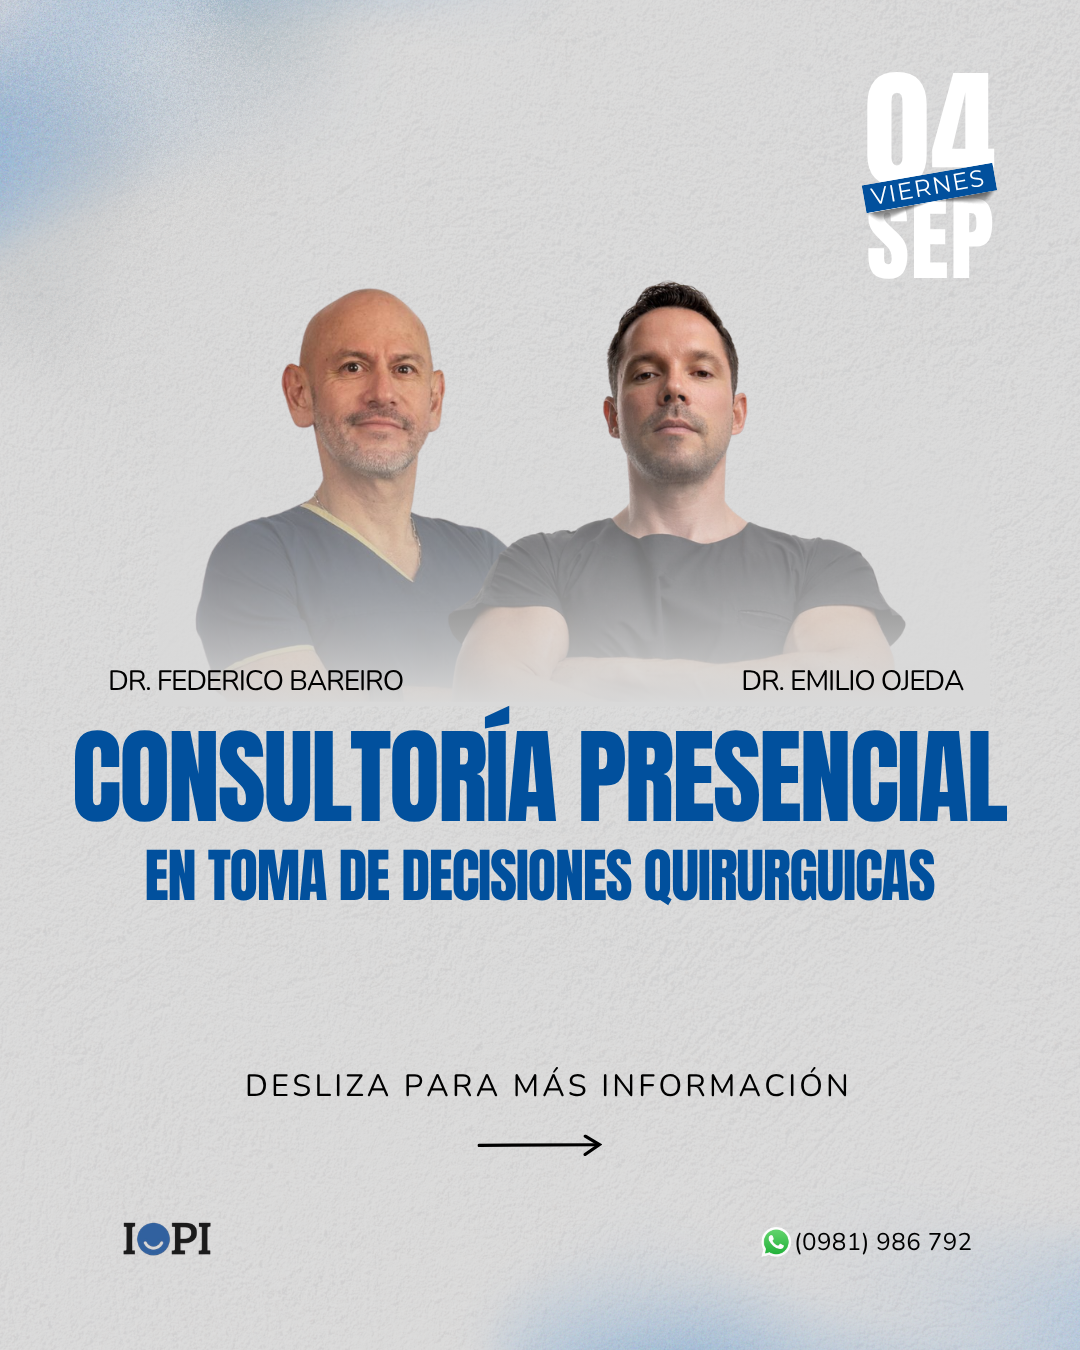 04
VIERNES
SEP
DR. FEDERICO BAREIRO
DR. EMILIO OJEDA
CONSULTORÍA PRESENCIAL
EN TOMA DE DECISIONES QUIRURGUICAS
DESLIZA PARA MÁS INFORMACIÓN
IOPI
(0981) 986 792